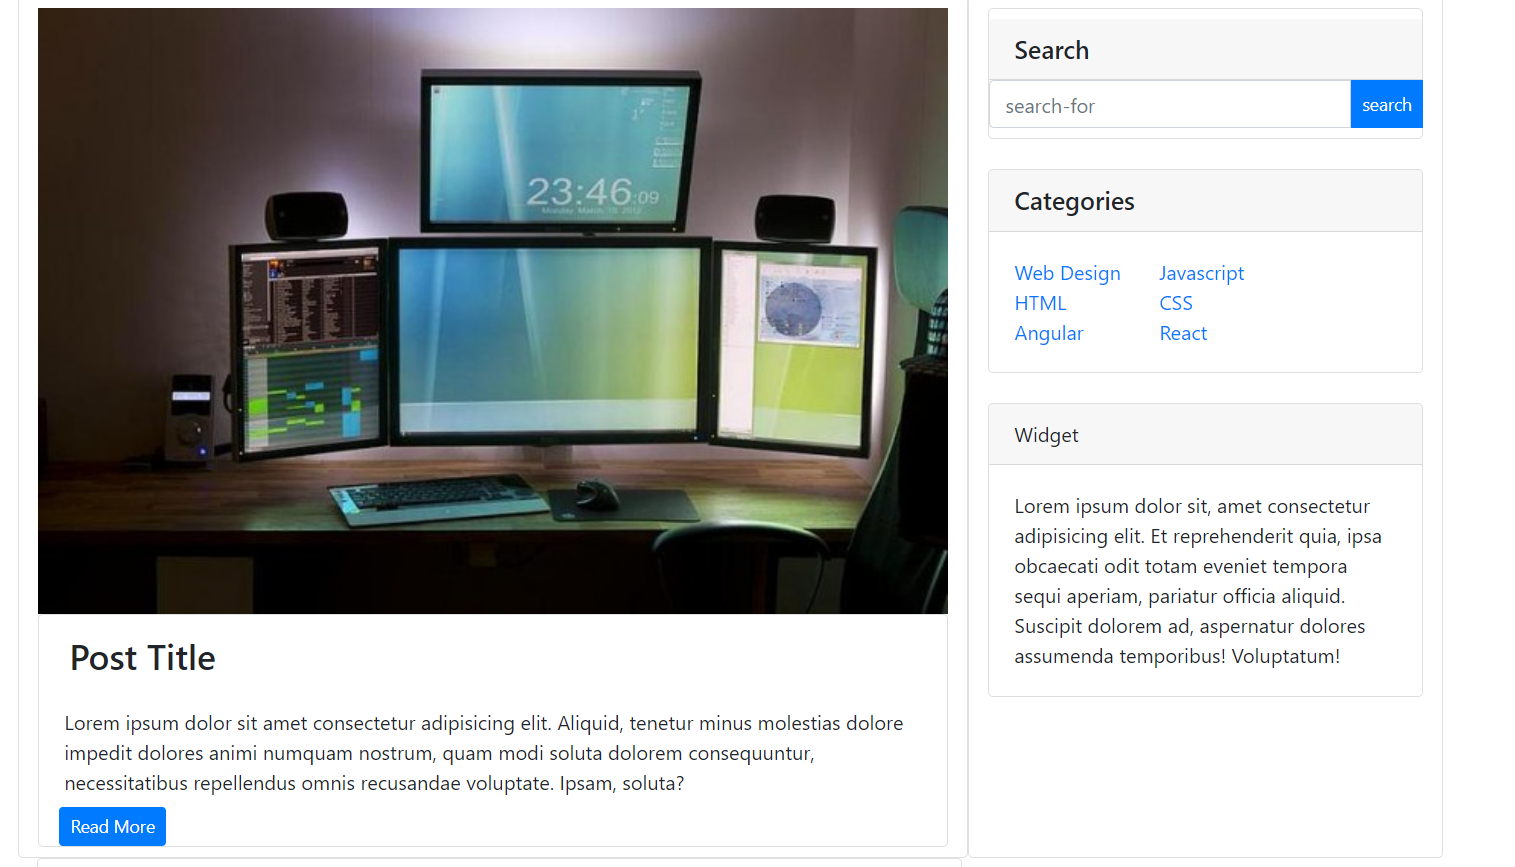 23:46:09
Monday, March, 19, 2012
Post Title
Lorem ipsum dolor sit amet consectetur adipisicing elit. Aliquid, tenetur minus molestias dolore
impedit dolores animi numquam nostrum, quam modi soluta dolorem consequuntur,
necessitatibus repellendus omnis recusandae voluptate. Ipsam, soluta?
Read More
Search
search-for
search
Categories
Web Design
Javascript
HTML
CSS
Angular
React
Widget
Lorem ipsum dolor sit, amet consectetur
adipisicing elit. Et reprehenderit quia, ipsa
obcaecati odit totam eveniet tempora
sequi aperiam, pariatur officia aliquid.
Suscipit dolorem ad, aspernatur dolores
assumenda temporibus! Voluptatum!